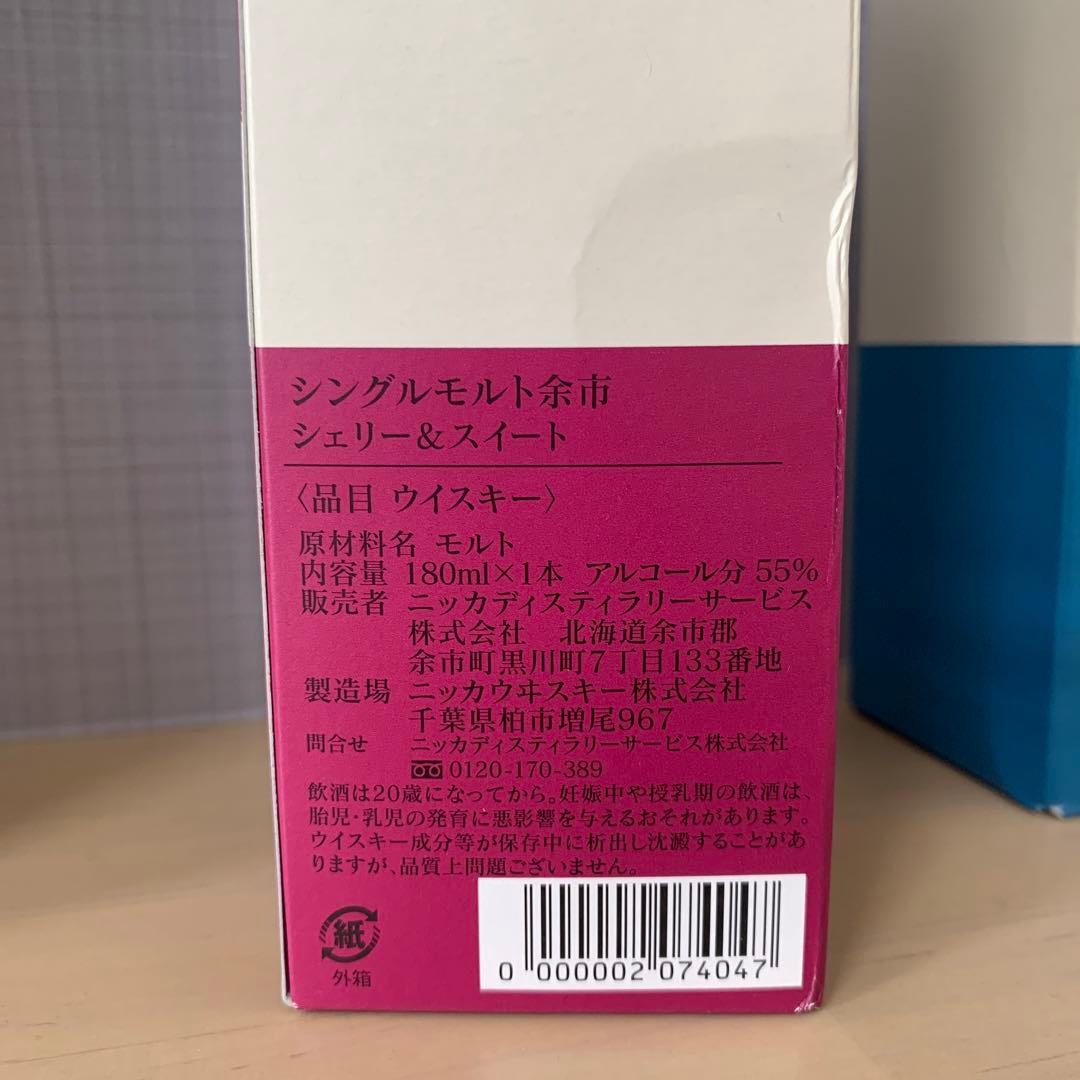 シングルモルト余市
シェリー&スイート
〈品目 ウイスキー〉
原材料名 モルト
内容量 180ml×1本 アルコール分 55%
販売者 ニッカディスティラリーサービス
株式会社 北海道余市郡
余市町黒川町7丁目133番地
製造場 ニッカウヰスキー株式会社
千葉県柏市増尾967
問合せ ニッカディスティラリーサービス株式会社
0120-170-389
飲酒は20歳になってから。妊娠中や授乳期の飲酒は、
胎児・乳児の発育に悪影響を与えるおそれがあります。
ウイスキー成分等が保存中に析出し沈澱することがあ
りますが、品質上問題ございません。
紙
外箱
0 000002 074047